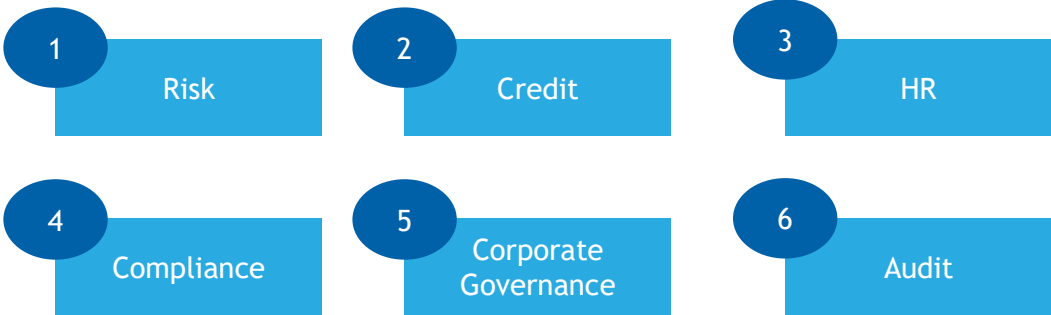 1
Risk
2
Credit
3
HR
4
Compliance
5
Corporate
Governance
6
Audit